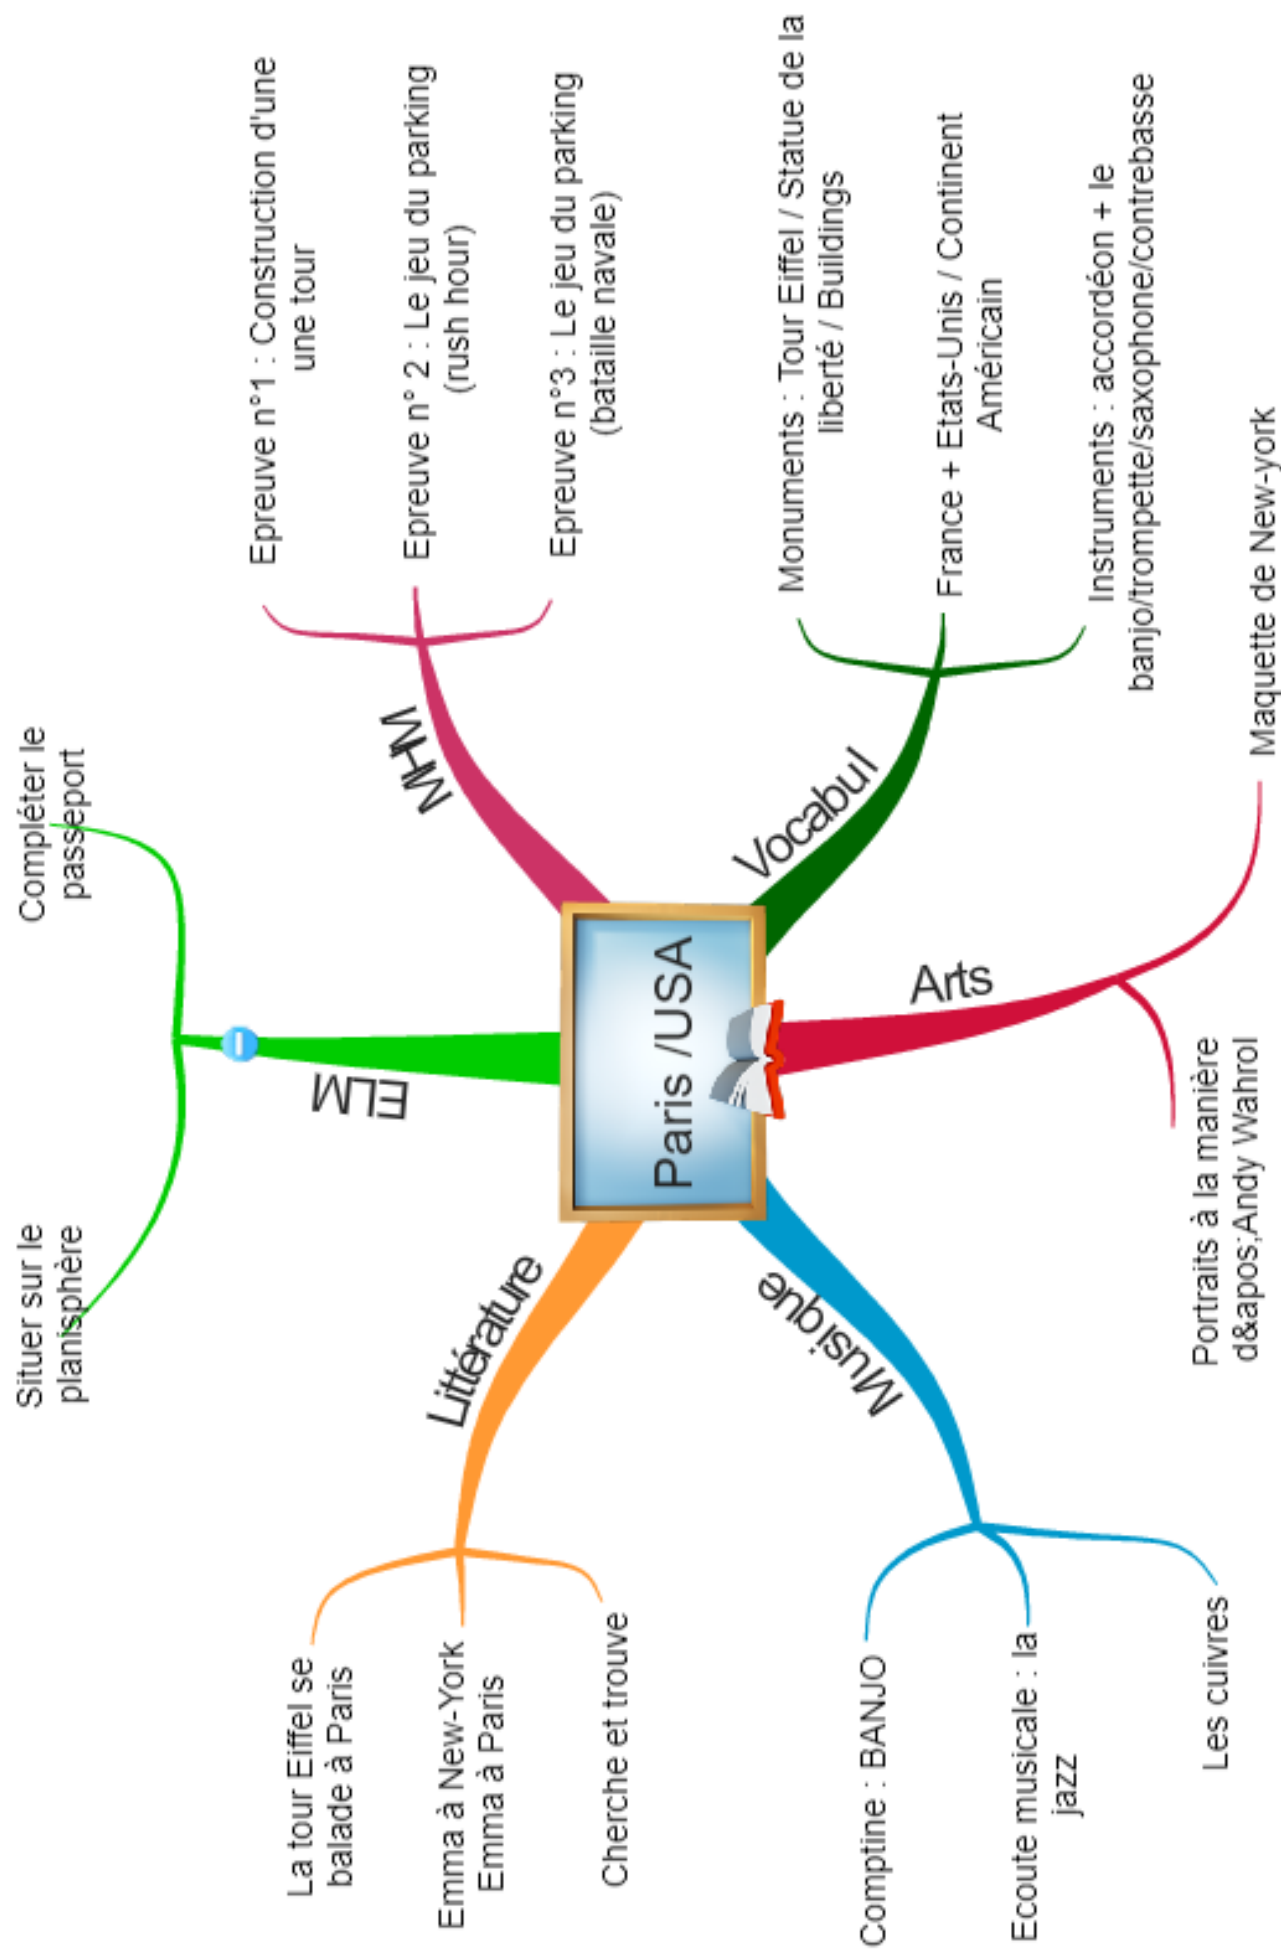 Situer sur le
planisphère
Compléter le
passeport
ELM
Epreuve n°1 : Construction d'une
une tour
Epreuve n° 2 : Le jeu du parking
(rush hour)
Epreuve n°3 : Le jeu du parking
(bataille navale)
MHM
Littérature
La tour Eiffel se
balade à Paris
Emma à New-York
Emma à Paris
Cherche et trouve
Paris /USA
Vocabul
Monuments : Tour Eiffel / Statue de la
liberté / Buildings
France + Etats-Unis / Continent
Américain
Instruments : accordéon + le
banjo/trompette/saxophone/contrebasse
Musique
Comptine : BANJO
Ecoute musicale : la
jazz
Les cuivres
Arts
Portraits à la manière
d&apos;Andy Wahrol
Maquette de New-york